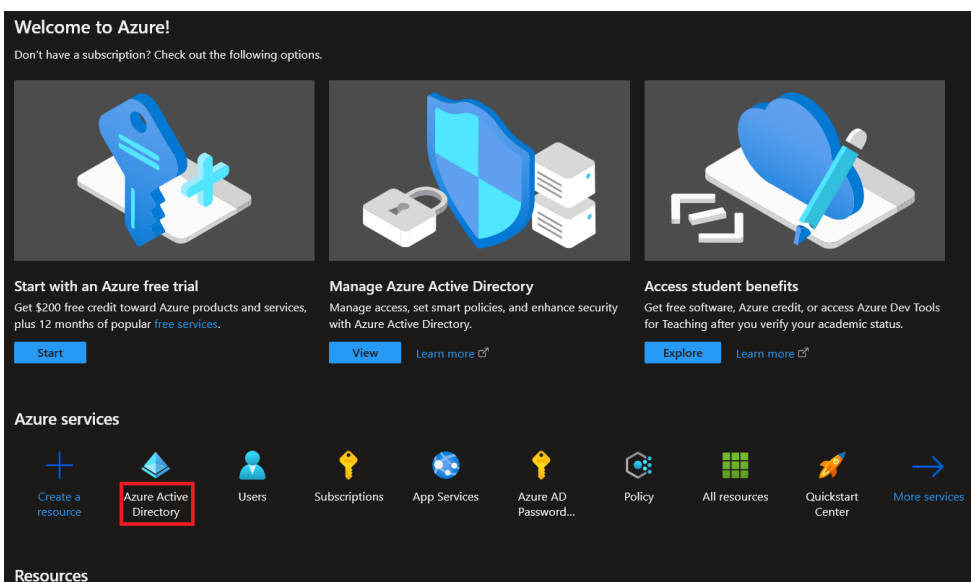 Welcome to Azure!
Don't have a subscription? Check out the following options.
Start with an Azure free trial
Get $200 free credit toward Azure products and services,
plus 12 months of popular free services.
Start
Manage Azure Active Directory
Manage access, set smart policies, and enhance security
with Azure Active Directory.
View
Learn more
Access student benefits
Get free software, Azure credit, or access Azure Dev Tools
for Teaching after you verify your academic status.
Explore
Learn more
Azure services
Create a
resource
Azure Active
Directory
Users
Subscriptions
App Services
Azure AD
Password...
Policy
All resources
Quickstart
Center
More services
Resources